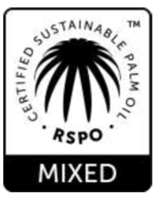 CERTIFIED SUSTAINABLE PALM OIL ™
· RSPO ·
MIXED